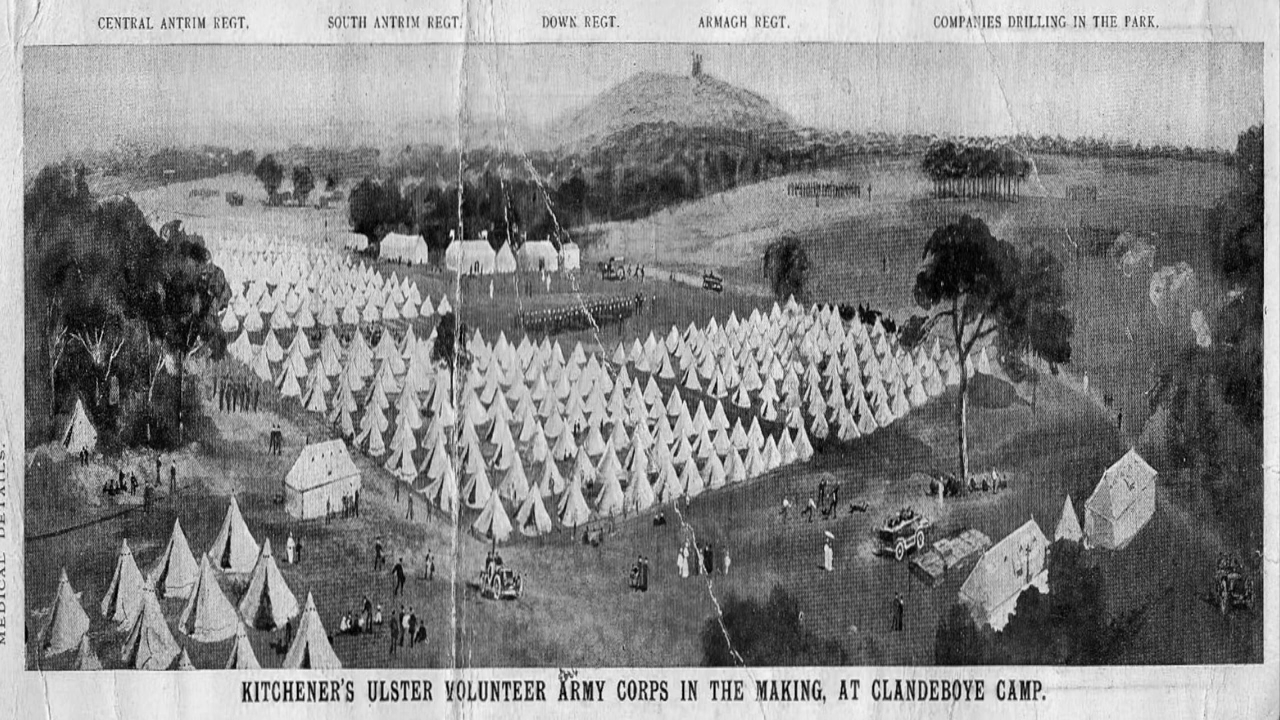 CENTRAL ANTRIM REGT. SOUTH ANTRIM REGT. DOWN REGT. ARMAGH REGT. COMPANIES DRILLING IN THE PARK.
MEDICAL DETAILS.
KITCHENER'S ULSTER VOLUNTEER ARMY CORPS IN THE MAKING, AT CLANDEBOYE CAMP.